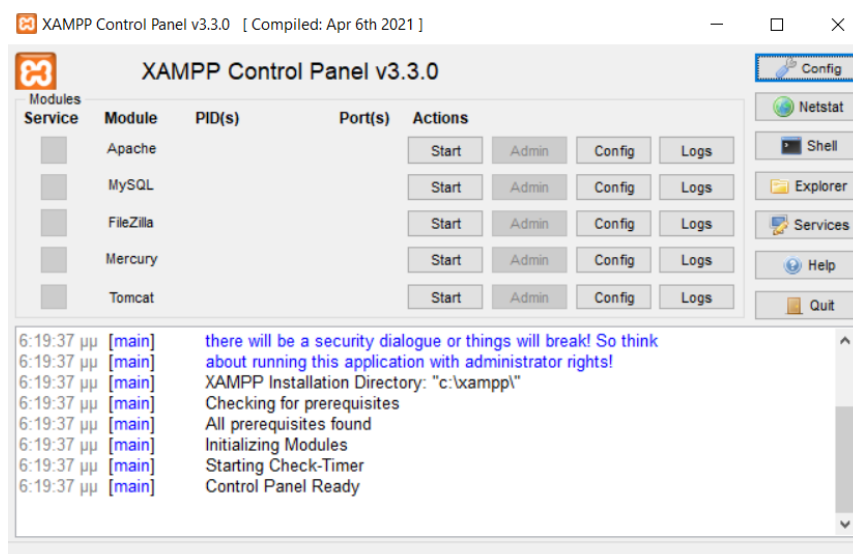 XAMPP Control Panel v3.3.0 [ Compiled: Apr 6th 2021 ]
XAMPP Control Panel v3.3.0
Config
Modules
Service Module PID(s) Port(s) Actions
Netstat
Apache Start Admin Config Logs
Shell
MySQL Start Admin Config Logs
Explorer
FileZilla Start Admin Config Logs
Services
Mercury Start Admin Config Logs
Help
Tomcat Start Admin Config Logs
Quit
6:19:37 μμ [main] there will be a security dialogue or things will break! So think
6:19:37 μμ [main] about running this application with administrator rights!
6:19:37 μμ [main] XAMPP Installation Directory: "c:\xampp\"
6:19:37 μμ [main] Checking for prerequisites
6:19:37 μμ [main] All prerequisites found
6:19:37 μμ [main] Initializing Modules
6:19:37 μμ [main] Starting Check-Timer
6:19:37 μμ [main] Control Panel Ready